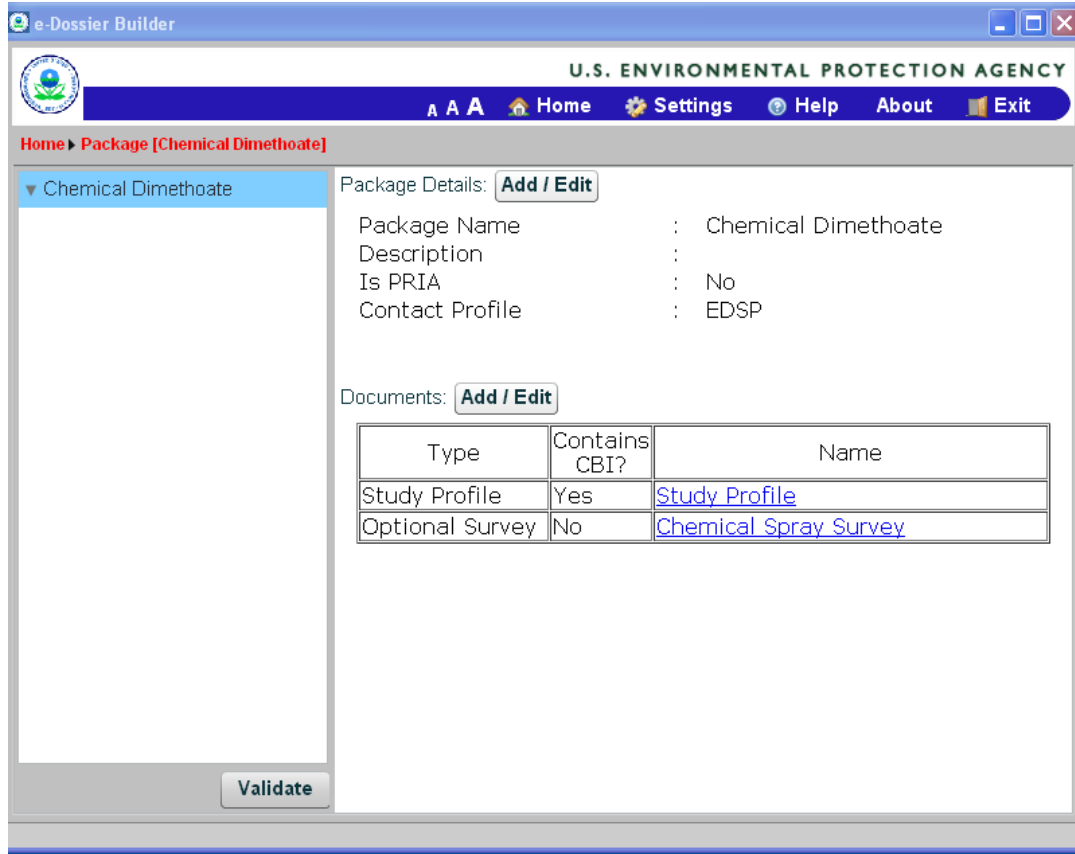 e-Dossier Builder
U.S. ENVIRONMENTAL PROTECTION AGENCY
A A A Home Settings Help About Exit
Home Package [Chemical Dimethoate]
Chemical Dimethoate
Package Details: Add / Edit
Package Name : Chemical Dimethoate
Description :
Is PRIA : No
Contact Profile : EDSP
Documents: Add / Edit
Type Contains CBI? Name
Study Profile Yes Study Profile
Optional Survey No Chemical Spray Survey
Validate